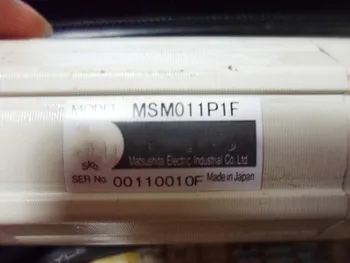 MODEL MSM011P1F
Matsushita Electric Industrial Co. Ltd.
SER No. 00110010F Made in Japan